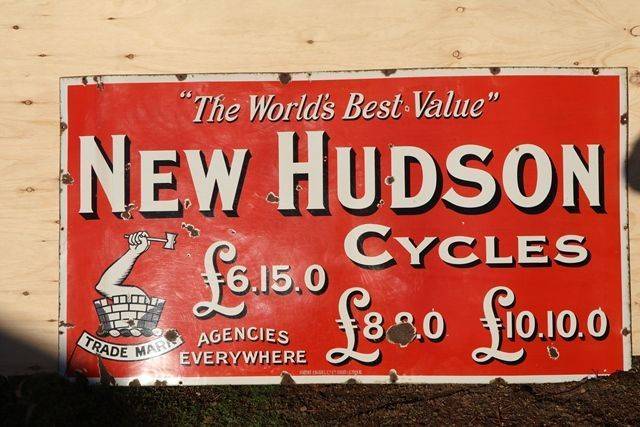 "The World's Best Value"
NEW HUDSON
CYCLES
£6.15.0
£8.8.0
£10.10.0
AGENCIES
EVERYWHERE
TRADE MARK